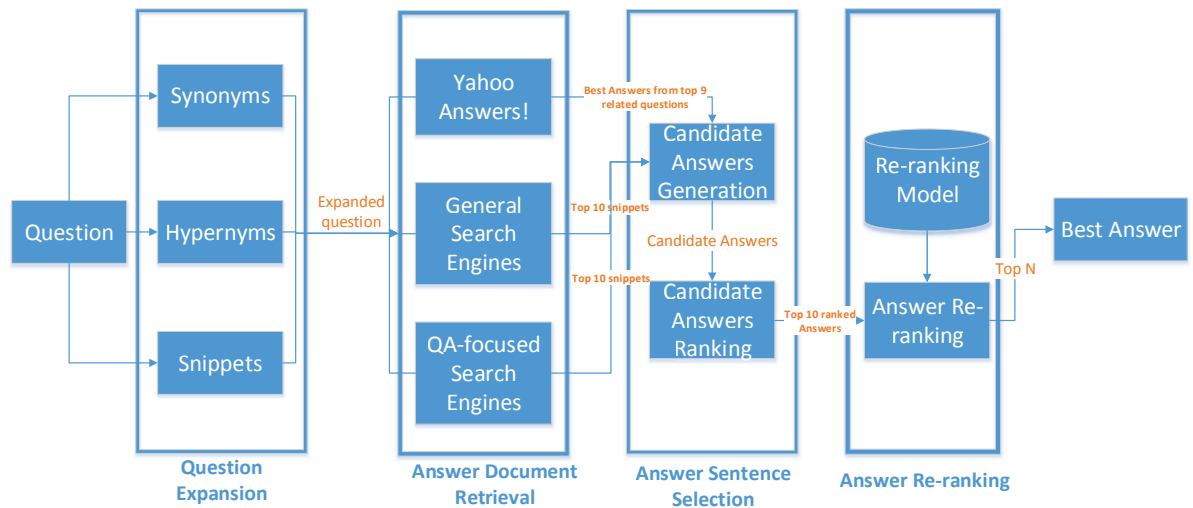 Question
Synonyms
Hypernyms
Snippets
Question
Expansion
Expanded
question
Yahoo
Answers!
General
Search
Engines
QA-focused
Search
Engines
Answer Document
Retrieval
Best Answers from top 9
related questions
Top 10 snippets
Top 10 snippets
Candidate
Answers
Generation
Candidate Answers
Candidate
Answers
Ranking
Answer Sentence
Selection
Top 10 ranked
Answers
Re-ranking
Model
Answer Re-
ranking
Answer Re-ranking
Top N
Best Answer